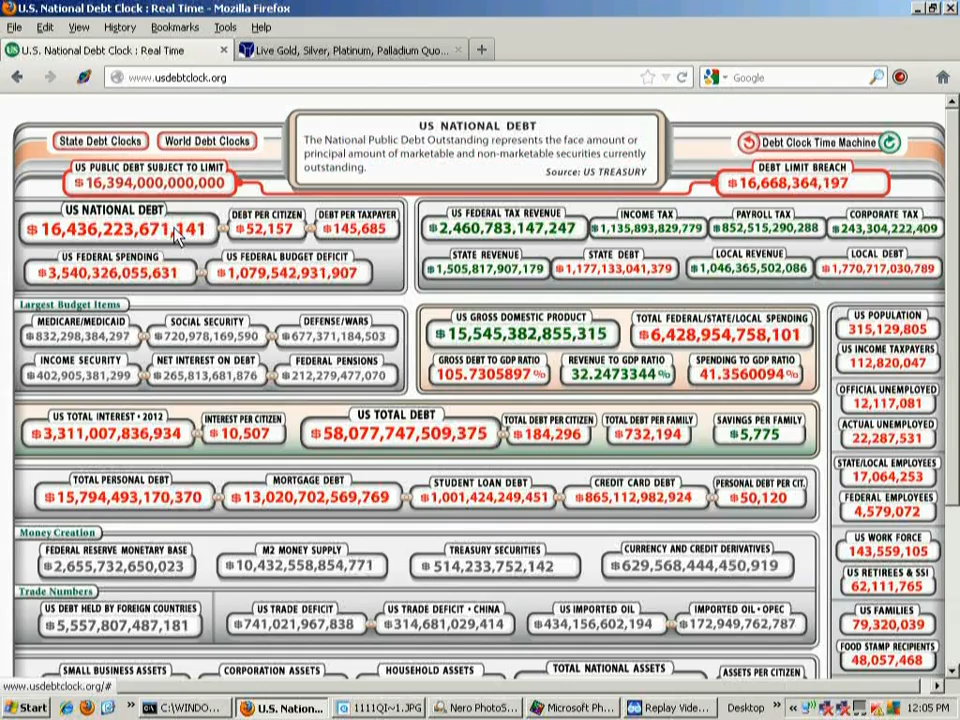 U.S. National Debt Clock : Real Time - Mozilla Firefox
File Edit View History Bookmarks Tools Help
U.S. National Debt Clock : Real Time × Live Gold, Silver, Platinum, Palladium Quo... × +
www.usdebtclock.org Google
State Debt Clocks World Debt Clocks
US NATIONAL DEBT
The National Public Debt Outstanding represents the face amount or
principal amount of marketable and non-marketable securities currently
outstanding.
Source: US TREASURY
Debt Clock Time Machine
US PUBLIC DEBT SUBJECT TO LIMIT DEBT LIMIT BREACH
$16,394,000,000,000 $16,668,364,197
US NATIONAL DEBT DEBT PER CITIZEN DEBT PER TAXPAYER
$16,436,223,671,141 $52,157 $145,685
US FEDERAL SPENDING US FEDERAL BUDGET DEFICIT
$3,540,326,055,631 $1,079,542,931,907
US FEDERAL TAX REVENUE INCOME TAX PAYROLL TAX CORPORATE TAX
$2,460,783,147,247 $1,135,893,829,779 $852,515,290,288 $243,304,222,409
STATE REVENUE STATE DEBT LOCAL REVENUE LOCAL DEBT
$1,505,817,907,179 $1,177,133,041,379 $1,046,365,502,086 $1,770,717,030,789
Largest Budget Items
MEDICARE/MEDICAID SOCIAL SECURITY DEFENSE/WARS
$832,298,384,297 $720,978,169,590 $677,371,184,503
INCOME SECURITY NET INTEREST ON DEBT FEDERAL PENSIONS
$402,905,381,299 $265,813,681,876 $212,279,477,070
US GROSS DOMESTIC PRODUCT TOTAL FEDERAL/STATE/LOCAL SPENDING
$15,545,382,855,315 $6,428,954,758,101
GROSS DEBT TO GDP RATIO REVENUE TO GDP RATIO SPENDING TO GDP RATIO
105.7305897% 32.2473344% 41.3560094%
US TOTAL INTEREST • 2012 INTEREST PER CITIZEN US TOTAL DEBT TOTAL DEBT PER CITIZEN TOTAL DEBT PER FAMILY SAVINGS PER FAMILY
$3,311,007,836,934 $10,507 $58,077,747,509,375 $184,296 $732,194 $5,775
TOTAL PERSONAL DEBT MORTGAGE DEBT STUDENT LOAN DEBT CREDIT CARD DEBT PERSONAL DEBT PER CIT.
$15,794,493,170,370 $13,020,702,569,769 $1,001,424,249,451 $865,112,982,924 $50,120
Money Creation
FEDERAL RESERVE MONETARY BASE M2 MONEY SUPPLY TREASURY SECURITIES CURRENCY AND CREDIT DERIVATIVES
$2,655,732,650,023 $10,432,558,854,771 $514,233,752,142 $629,568,444,450,919
Trade Numbers
US DEBT HELD BY FOREIGN COUNTRIES US TRADE DEFICIT US TRADE DEFICIT • CHINA US IMPORTED OIL IMPORTED OIL • OPEC
$5,557,807,487,181 $741,021,967,838 $314,681,029,414 $434,156,602,194 $172,949,762,787
SMALL BUSINESS ASSETS CORPORATION ASSETS HOUSEHOLD ASSETS TOTAL NATIONAL ASSETS ASSETS PER CITIZEN
US POPULATION
315,129,805
US INCOME TAXPAYERS
112,820,047
OFFICIAL UNEMPLOYED
12,117,081
ACTUAL UNEMPLOYED
22,287,531
STATE/LOCAL EMPLOYEES
17,064,253
FEDERAL EMPLOYEES
4,579,072
US WORK FORCE
143,559,105
US RETIREES & SSI
62,111,765
US FAMILIES
79,320,039
FOOD STAMP RECIPIENTS
48,057,468
www.usdebtclock.org/#
Start C:\WINDO... U.S. Nation... 1111QI~1.JPG Nero PhotoS... Microsoft Ph... Replay Vide... Desktop 12:05 PM